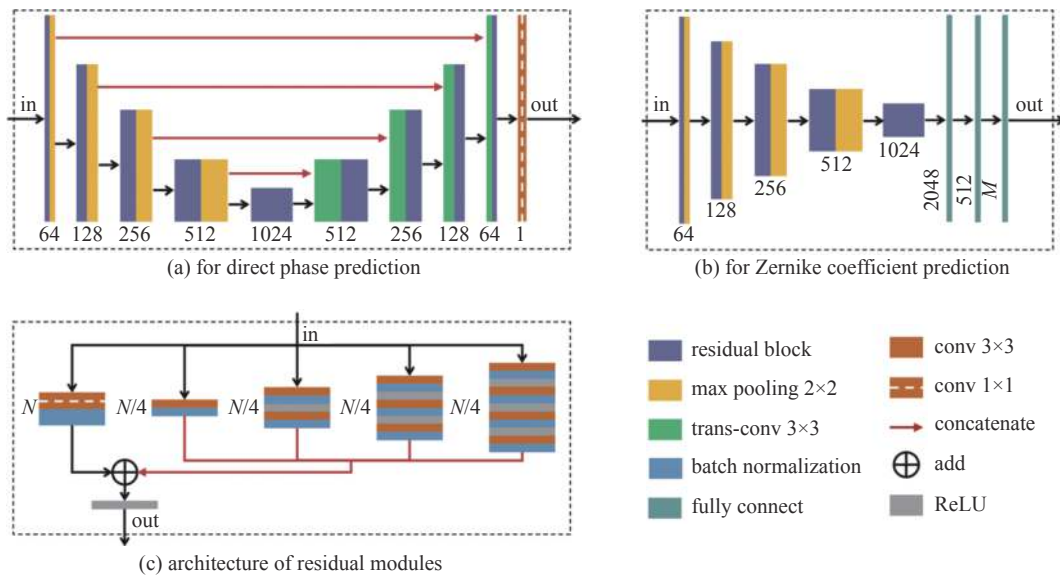 in
out
64 128 256 512 1024 512 256 128 64 1
(a) for direct phase prediction
in
out
64
128
256
512
1024
2048
512
M
(b) for Zernike coefficient prediction
in
N
N/4
N/4
N/4
N/4
out
(c) architecture of residual modules
residual block
max pooling 2×2
trans-conv 3×3
batch normalization
fully connect
conv 3×3
conv 1×1
concatenate
add
ReLU